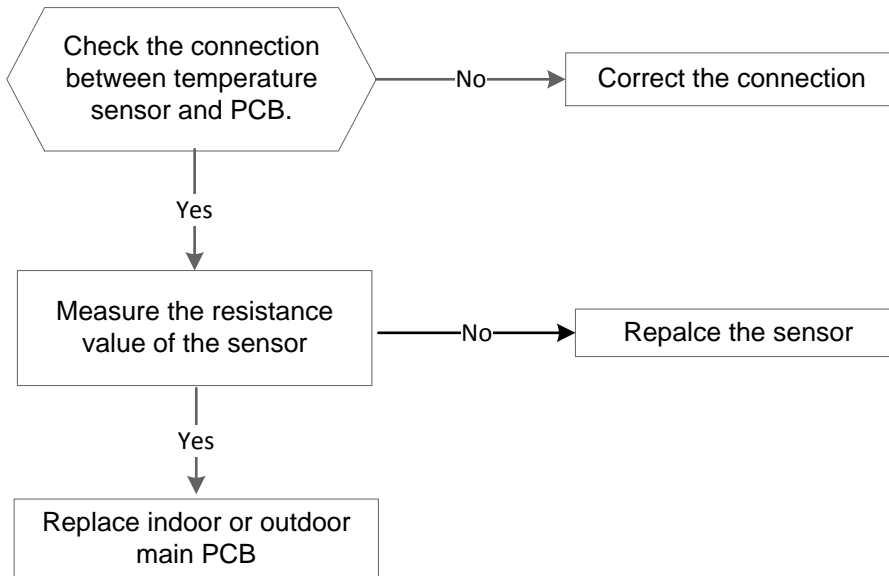 Check the connection
between temperature
sensor and PCB.
No
Correct the connection
Yes
Measure the resistance
value of the sensor
No
Repalce the sensor
Yes
Replace indoor or outdoor
main PCB